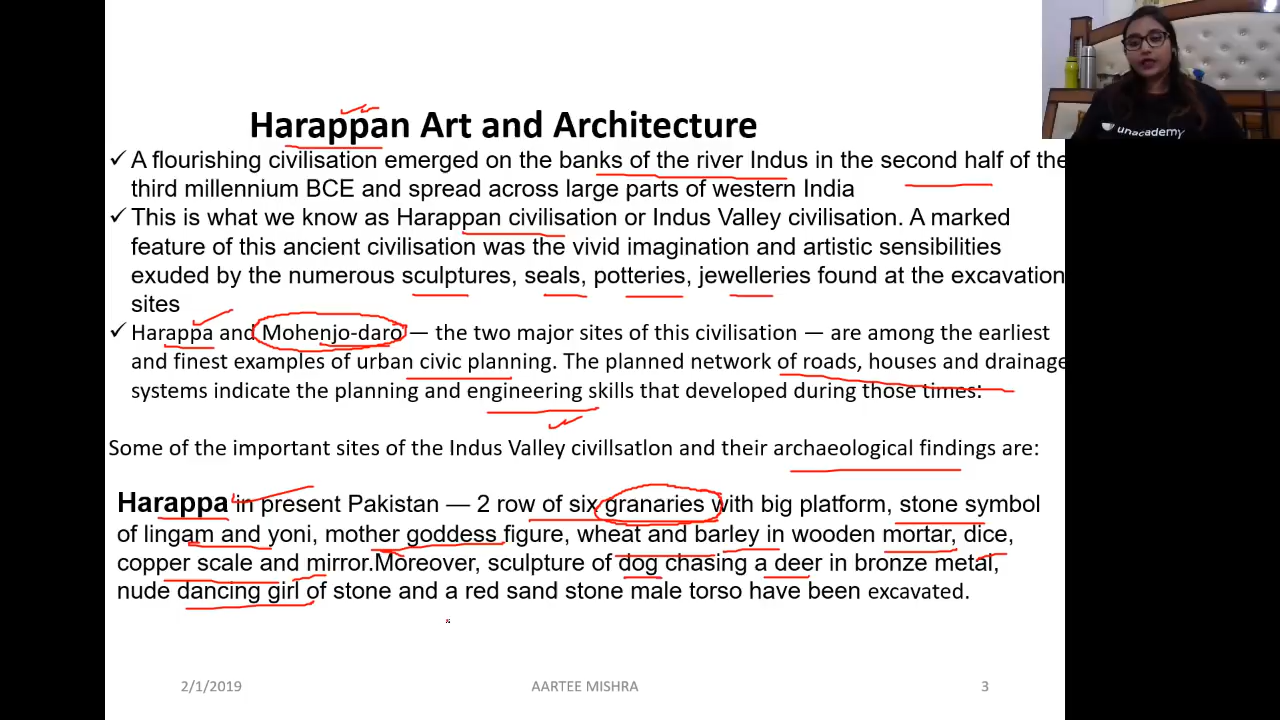 unacademy
Harappan Art and Architecture
✓ A flourishing civilisation emerged on the banks of the river Indus in the second half of the
third millennium BCE and spread across large parts of western India
✓ This is what we know as Harappan civilisation or Indus Valley civilisation. A marked
feature of this ancient civilisation was the vivid imagination and artistic sensibilities
exuded by the numerous sculptures, seals, potteries, jewelleries found at the excavation
sites
✓ Harappa and Mohenjo-daro — the two major sites of this civilisation — are among the earliest
and finest examples of urban civic planning. The planned network of roads, houses and drainage
systems indicate the planning and engineering skills that developed during those times:
Some of the important sites of the Indus Valley civillsatlon and their archaeological findings are:
Harappa in present Pakistan — 2 row of six granaries with big platform, stone symbol
of lingam and yoni, mother goddess figure, wheat and barley in wooden mortar, dice,
copper scale and mirror.Moreover, sculpture of dog chasing a deer in bronze metal,
nude dancing girl of stone and a red sand stone male torso have been excavated.
2/1/2019 AARTEE MISHRA 3